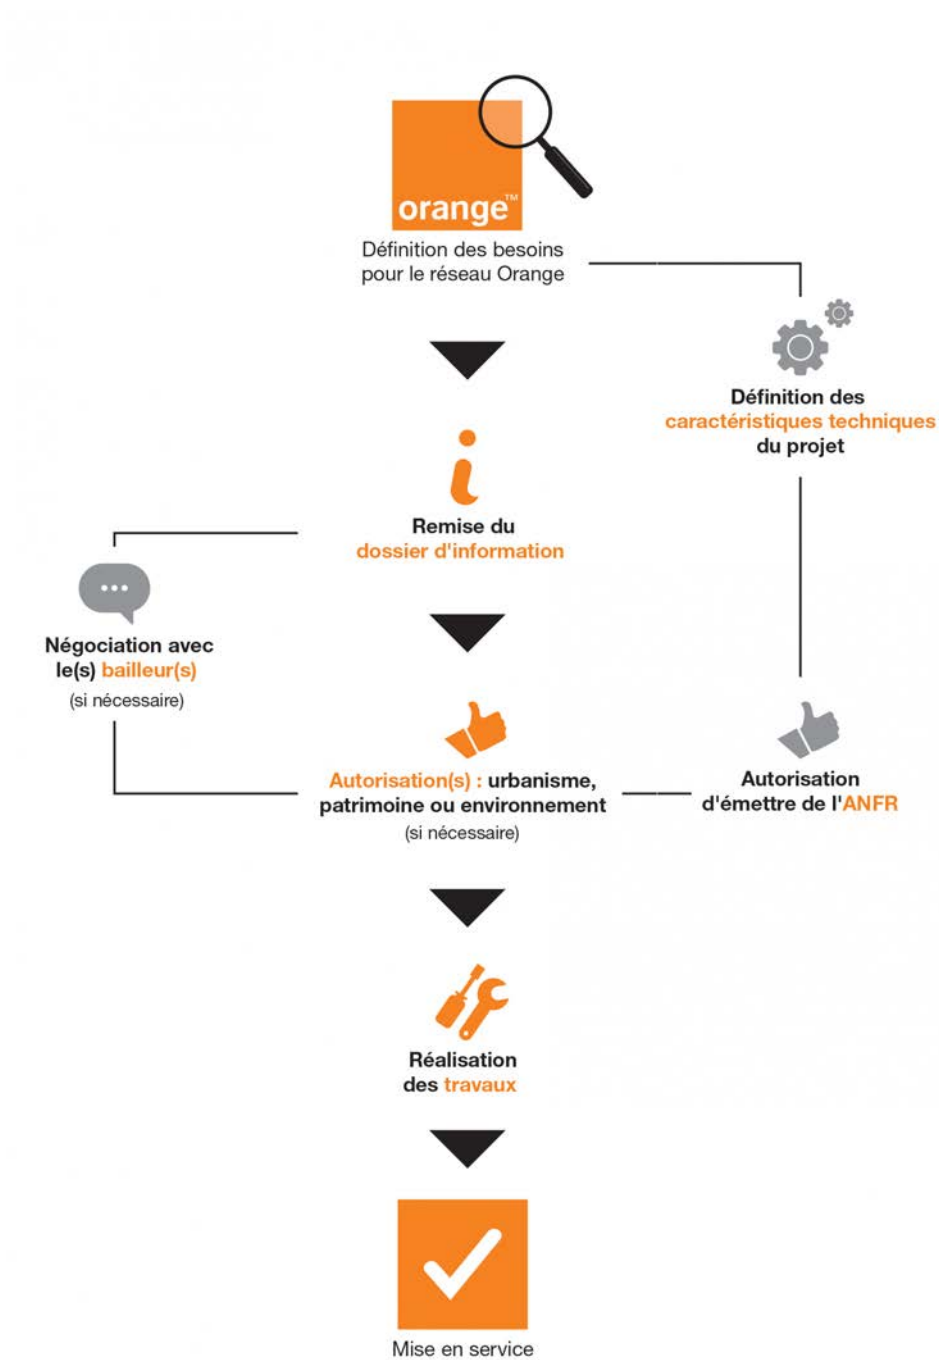 orange™
Définition des besoins
pour le réseau Orange
Définition des
caractéristiques techniques
du projet
Remise du
dossier d'information
Négociation avec
le(s) bailleur(s)
(si nécessaire)
Autorisation(s) : urbanisme,
patrimoine ou environnement
(si nécessaire)
Autorisation
d'émettre de l'ANFR
Réalisation
des travaux
Mise en service